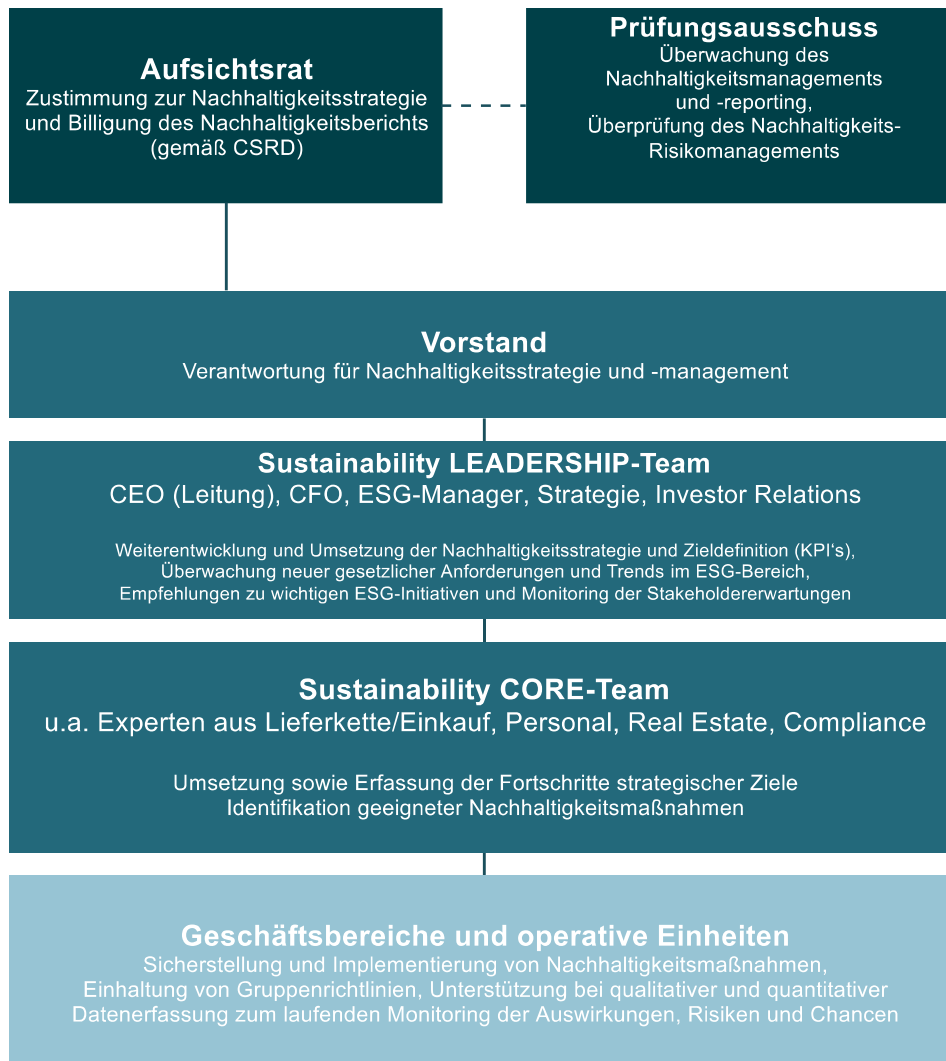 Aufsichtsrat
Zustimmung zur Nachhaltigkeitsstrategie
und Billigung des Nachhaltigkeitsberichts
(gemäß CSRD)
Prüfungsausschuss
Überwachung des
Nachhaltigkeitsmanagements
und -reporting,
Überprüfung des Nachhaltigkeits-
Risikomanagements
Vorstand
Verantwortung für Nachhaltigkeitsstrategie und -management
Sustainability LEADERSHIP-Team
CEO (Leitung), CFO, ESG-Manager, Strategie, Investor Relations
Weiterentwicklung und Umsetzung der Nachhaltigkeitsstrategie und Zieldefinition (KPI‘s),
Überwachung neuer gesetzlicher Anforderungen und Trends im ESG-Bereich,
Empfehlungen zu wichtigen ESG-Initiativen und Monitoring der Stakeholdererwartungen
Sustainability CORE-Team
u.a. Experten aus Lieferkette/Einkauf, Personal, Real Estate, Compliance
Umsetzung sowie Erfassung der Fortschritte strategischer Ziele
Identifikation geeigneter Nachhaltigkeitsmaßnahmen
Geschäftsbereiche und operative Einheiten
Sicherstellung und Implementierung von Nachhaltigkeitsmaßnahmen,
Einhaltung von Gruppenrichtlinien, Unterstützung bei qualitativer und quantitativer
Datenerfassung zum laufenden Monitoring der Auswirkungen, Risiken und Chancen